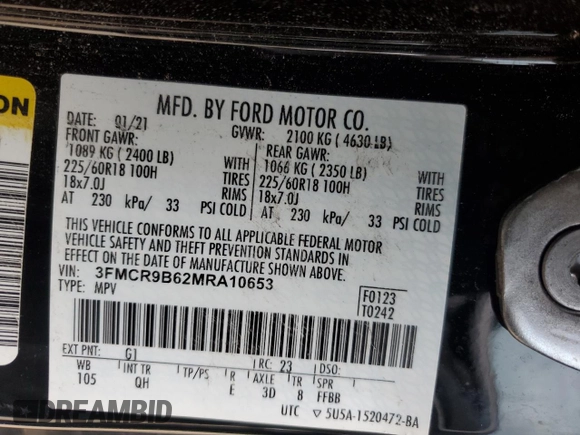 ON
MFD. BY FORD MOTOR CO.
DATE: 01/21 GVWR: 2100 KG (4630 LB)
FRONT GAWR: REAR GAWR:
1089 KG (2400 LB) WITH 1066 KG (2350 LB) WITH
225/60R18 100H TIRES 225/60R18 100H TIRES
18x7.0J RIMS 18x7.0J RIMS
AT 230 kPa/ 33 PSI COLD AT 230 kPa/ 33 PSI COLD
THIS VEHICLE CONFORMS TO ALL APPLICABLE FEDERAL MOTOR
VEHICLE SAFETY AND THEFT PREVENTION STANDARDS IN
EFFECT ON THE DATE OF MANUFACTURE SHOWN ABOVE.
VIN: 3FMCR9B62MRA10653
TYPE: MPV
F0123
T0242
EXT PNT: G1 RC: 23 DSO:
WB INT TR TP/PS R AXLE TR SPR
105 QH E 3D 8 FFBB
UTC ▽ 5U5A-1520472-BA
RIDESAFELY